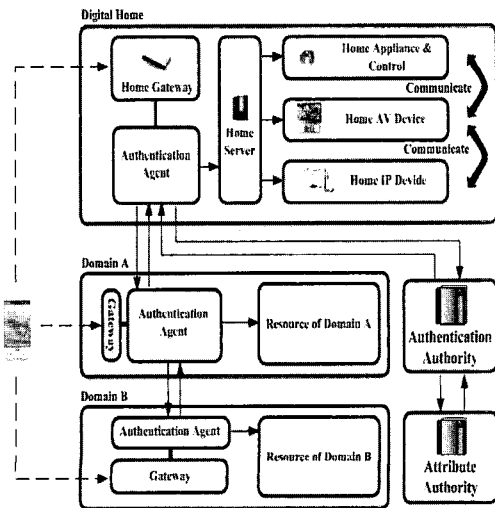 Digital Home
Home Gateway
Authentication
Agent
Home
Server
Home Appliance &
Control
Communicate
Home AV Device
Communicate
Home IP Devide
Domain A
Gateway
Authentication
Agent
Resource of Domain A
Authentication
Authority
Domain B
Authentication Agent
Gateway
Resource of Domain B
Attribute
Authority